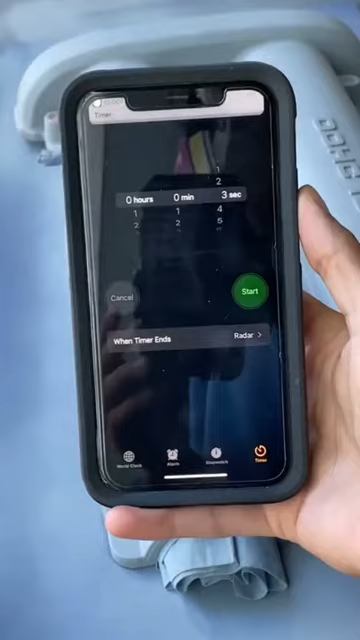 Timer
1
2
0 hours 0 min 3 sec
1 1 4
2 2 5
Cancel
Start
When Timer Ends Radar >
World Clock Alarm Stopwatch Timer